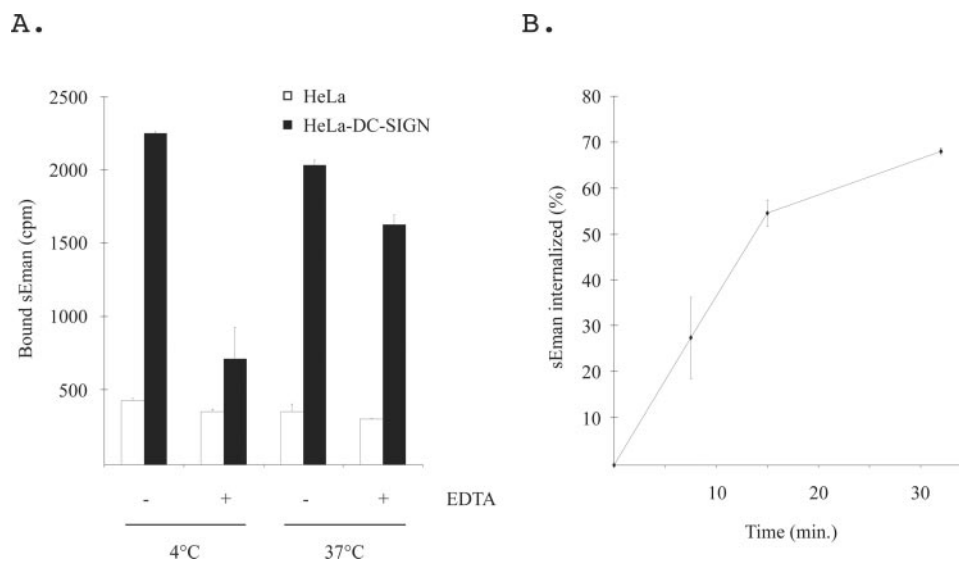 A.
2500
2000
1500
1000
500
Bound sEman (cpm)
HeLa
HeLa-DC-SIGN
- + - + EDTA
4°C 37°C
B.
80
70
60
50
40
30
20
10
sEman internalized (%)
10 20 30
Time (min.)